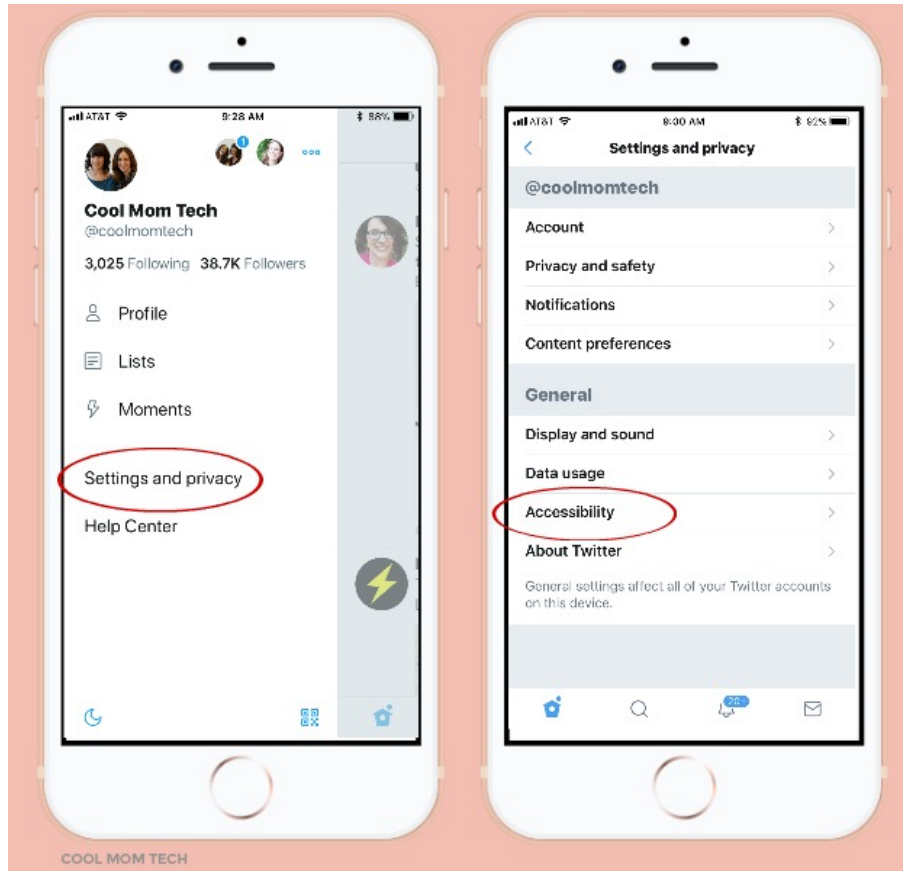 AT&T 9:28 AM 88%
1
Cool Mom Tech
@coolmomtech
3,025 Following 38.7K Followers
Profile
Lists
Moments
Settings and privacy
Help Center
AT&T 9:30 AM 92%
Settings and privacy
@coolmomtech
Account
Privacy and safety
Notifications
Content preferences
General
Display and sound
Data usage
Accessibility
About Twitter
General settings affect all of your Twitter accounts
on this device.
20+
COOL MOM TECH